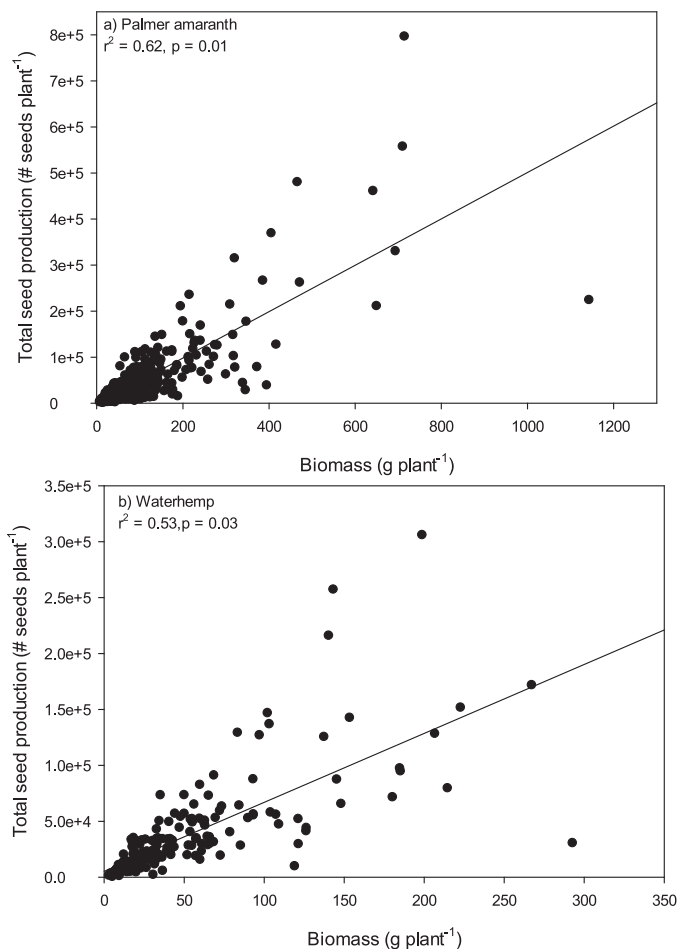 a) Palmer amaranth
r² = 0.62, p = 0.01
8e+5
7e+5
6e+5
5e+5
4e+5
3e+5
2e+5
1e+5
0
Total seed production (# seeds plant⁻¹)
0 200 400 600 800 1000 1200
Biomass (g plant⁻¹)
b) Waterhemp
r² = 0.53,p = 0.03
3.5e+5
3.0e+5
2.5e+5
2.0e+5
1.5e+5
1.0e+5
5.0e+4
0.0
Total seed production (# seeds plant⁻¹)
0 50 100 150 200 250 300 350
Biomass (g plant⁻¹)